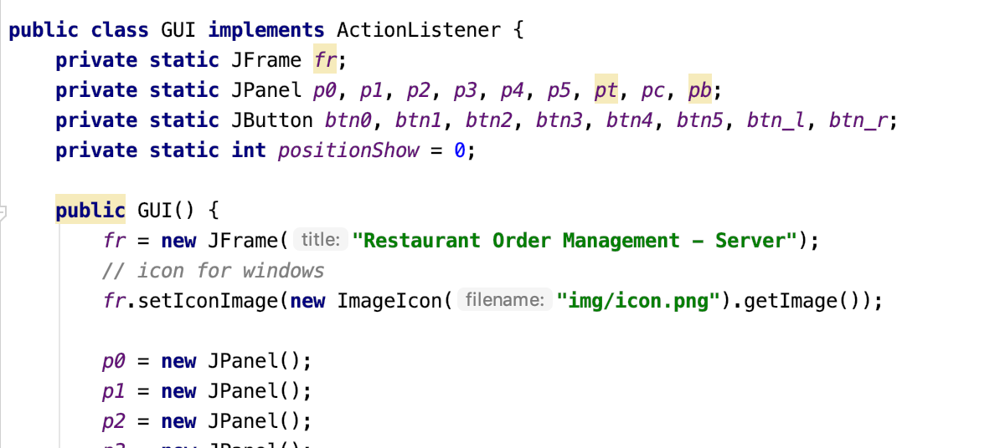 public class GUI implements ActionListener {
    private static JFrame fr;
    private static JPanel p0, p1, p2, p3, p4, p5, pt, pc, pb;
    private static JButton btn0, btn1, btn2, btn3, btn4, btn5, btn_l, btn_r;
    private static int positionShow = 0;

    public GUI() {
        fr = new JFrame( title: "Restaurant Order Management – Server");
        // icon for windows
        fr.setIconImage(new ImageIcon( filename: "img/icon.png").getImage());

        p0 = new JPanel();
        p1 = new JPanel();
        p2 = new JPanel();